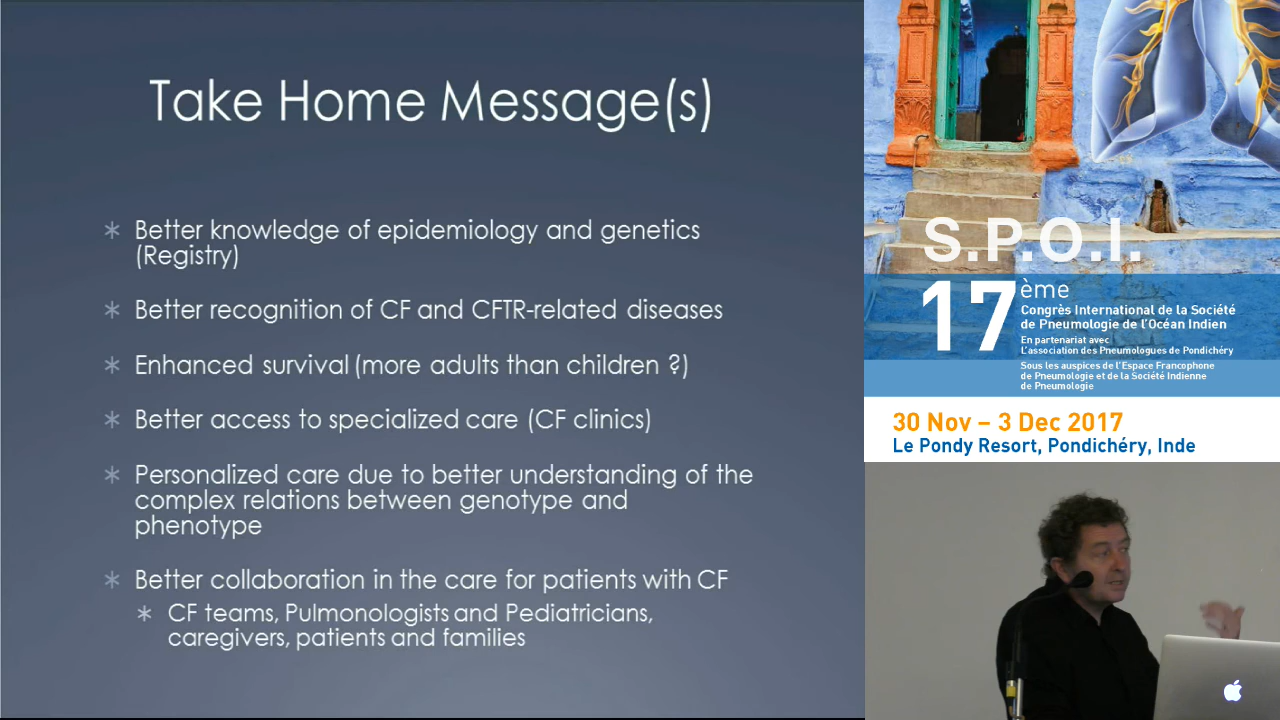 Take Home Message(s)
Better knowledge of epidemiology and genetics
(Registry)
Better recognition of CF and CFTR-related diseases
Enhanced survival (more adults than children ?)
Better access to specialized care (CF clinics)
Personalized care due to better understanding of the
complex relations between genotype and
phenotype
Better collaboration in the care for patients with CF
CF teams, Pulmonologists and Pediatricians,
caregivers, patients and families
S.P.O.I.
17ème
Congrès International de la Société
de Pneumologie de l'Océan Indien
En partenariat avec
L'association des Pneumologues de Pondichéry
Sous les auspices de l'Espace Francophone
de Pneumologie et de la Société Indienne
de Pneumologie
30 Nov – 3 Dec 2017
Le Pondy Resort, Pondichéry, Inde